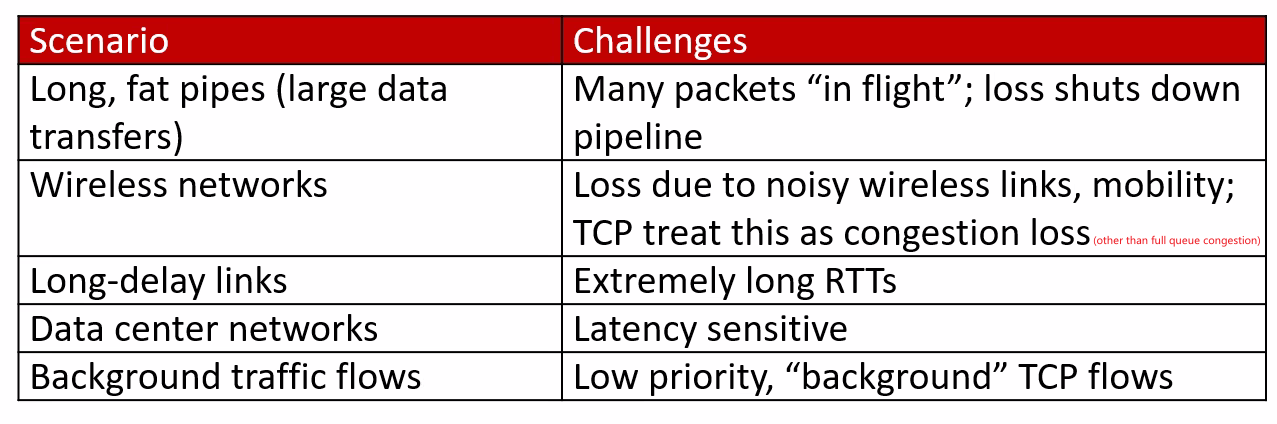 Scenario
Challenges
Long, fat pipes (large data
transfers)
Many packets “in flight”; loss shuts down
pipeline
Wireless networks
Loss due to noisy wireless links, mobility;
TCP treat this as congestion loss (other than full queue congestion)
Long-delay links
Extremely long RTTs
Data center networks
Latency sensitive
Background traffic flows
Low priority, “background” TCP flows